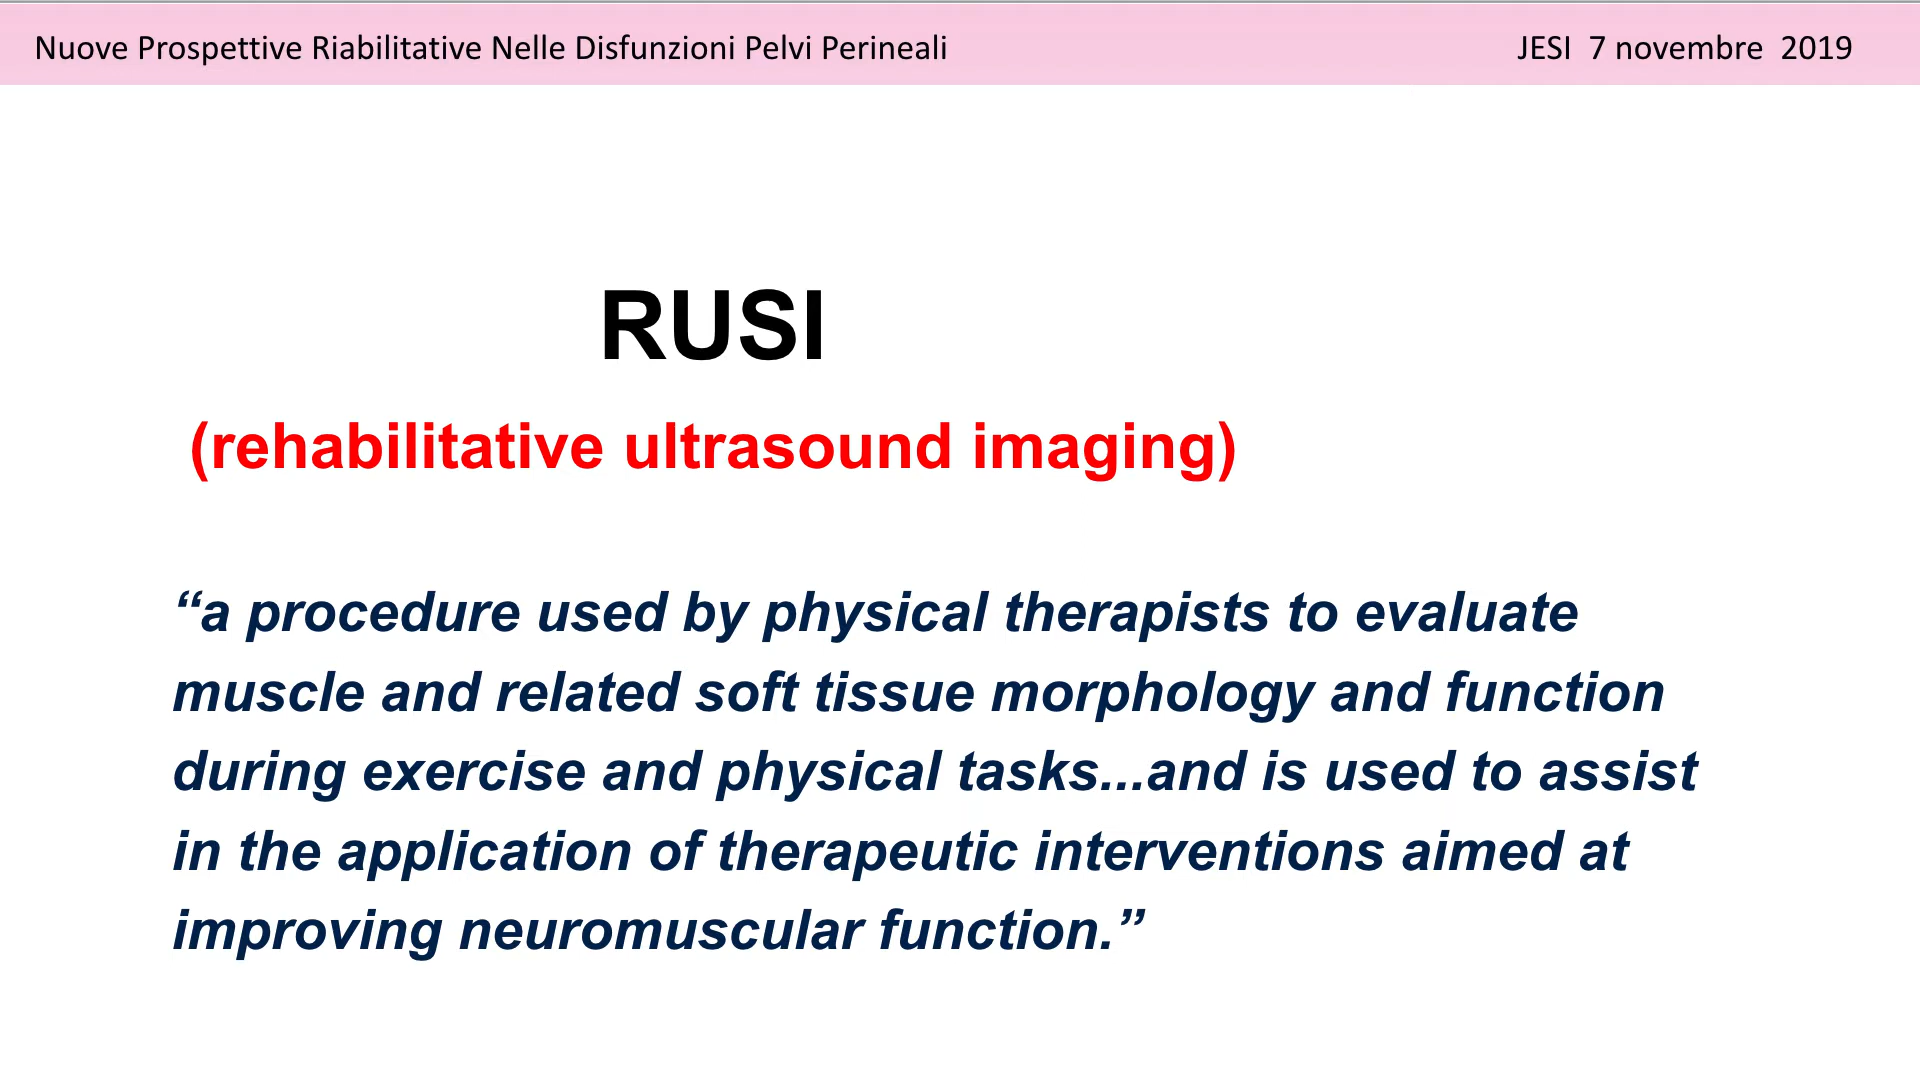 Nuove Prospettive Riabilitative Nelle Disfunzioni Pelvi Perineali
JESI 7 novembre 2019
RUSI
(rehabilitative ultrasound imaging)
“a procedure used by physical therapists to evaluate
muscle and related soft tissue morphology and function
during exercise and physical tasks...and is used to assist
in the application of therapeutic interventions aimed at
improving neuromuscular function.”